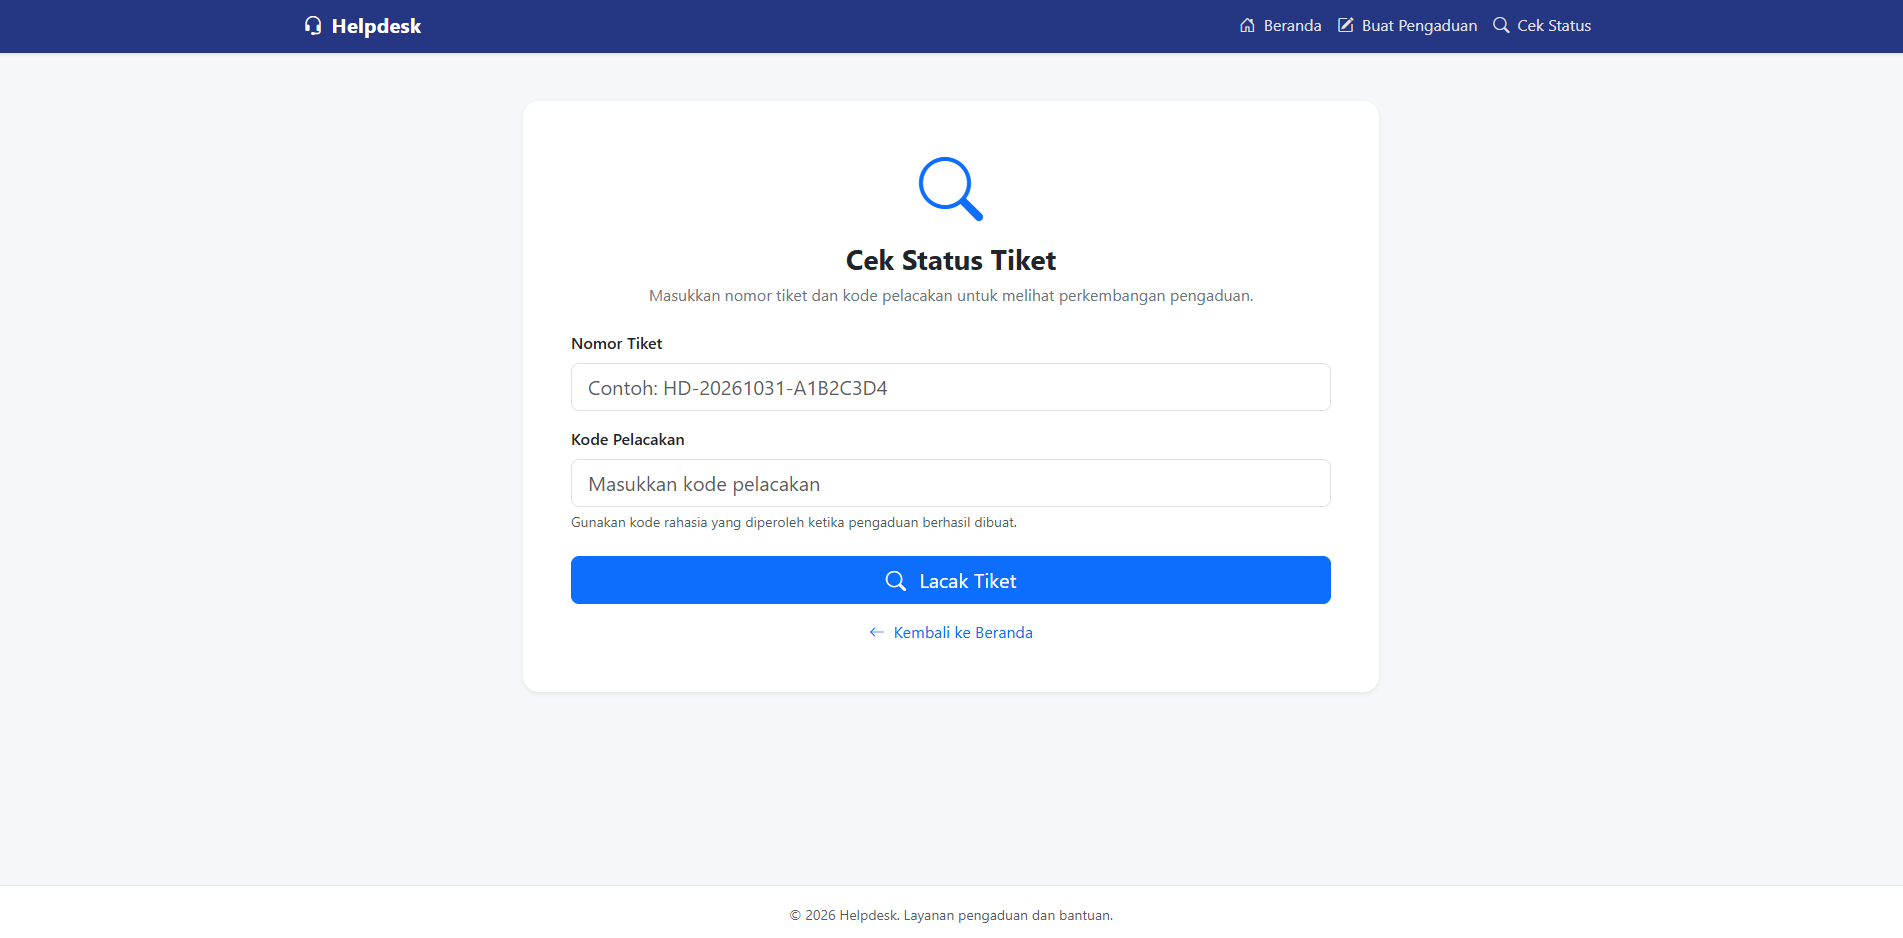 Helpdesk
Beranda
Buat Pengaduan
Cek Status
Cek Status Tiket
Masukkan nomor tiket dan kode pelacakan untuk melihat perkembangan pengaduan.
Nomor Tiket
Contoh: HD-20261031-A1B2C3D4
Kode Pelacakan
Masukkan kode pelacakan
Gunakan kode rahasia yang diperoleh ketika pengaduan berhasil dibuat.
Lacak Tiket
Kembali ke Beranda
© 2026 Helpdesk. Layanan pengaduan dan bantuan.